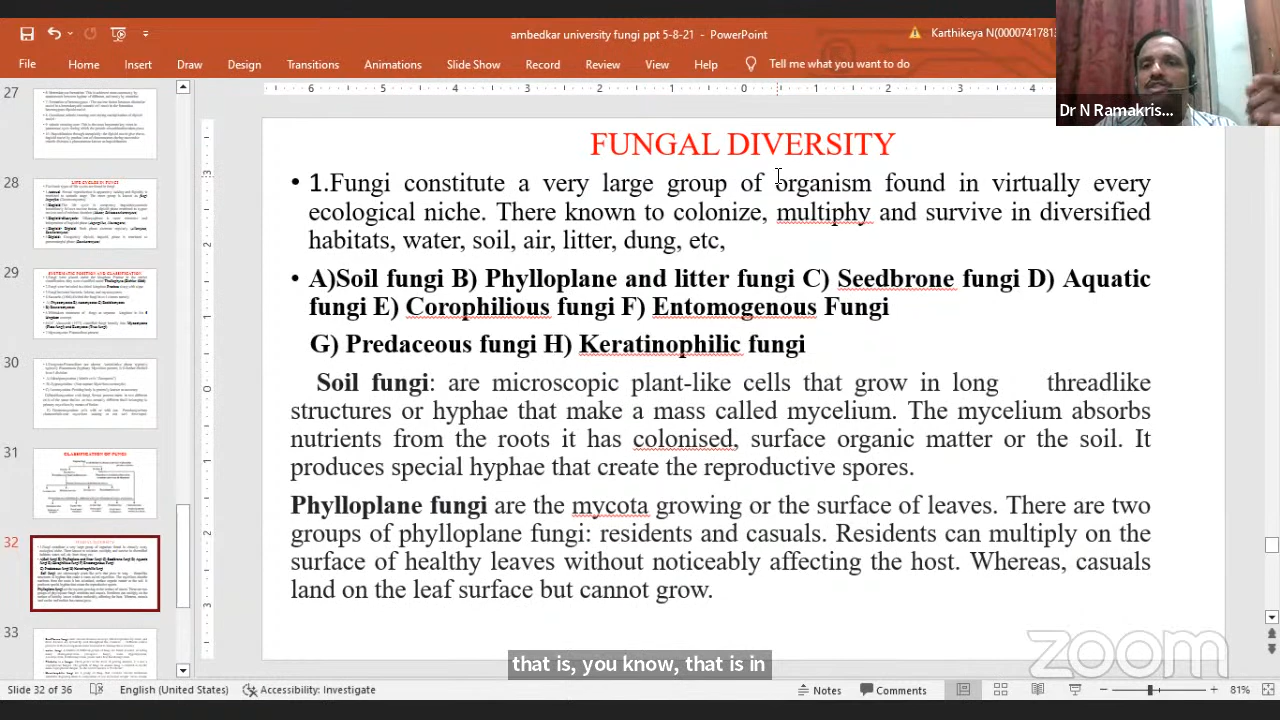 ambedkar university fungi ppt 5-8-21 - PowerPoint
Karthikeya N(0000741781
File Home Insert Draw Design Transitions Animations Slide Show Record Review View Help Tell me what you want to do
Dr N Ramakris...
FUNGAL DIVERSITY
• 1.Fungi constitute a very large group of organism found in virtually every
ecological niche. There known to colonize, multiphy and survive in diversified
habitats, water, soil, air, litter, dung, etc,
• A)Soil fungi B) Phylloplane and litter fungi C) Seedborne fungi D) Aquatic
fungi E) Corophilous fungi F) Entomogenous Fungi
G) Predaceous fungi H) Keratinophilic fungi
Soil fungi: are microscopic plant-like cells that grow in long threadlike
structures or hyphae that make a mass called mycelium. The mycelium absorbs
nutrients from the roots it has colonised, surface organic matter or the soil. It
produces special hyphae that create the reproductive spores.
Phylloplane fungi are the mycota growing or the surface of leaves. There are two
groups of phylloplane fungi: residents and casuals. Residents can multiply on the
surface of healthy leaves without noticeably affecting the host. Whereas, casuals
land on the leaf surface but cannot grow.
27
28
29
30
31
32
33
zoom
that is, you know, that is in
Slide 32 of 36 English (United States) Accessibility: Investigate Notes Comments 81%